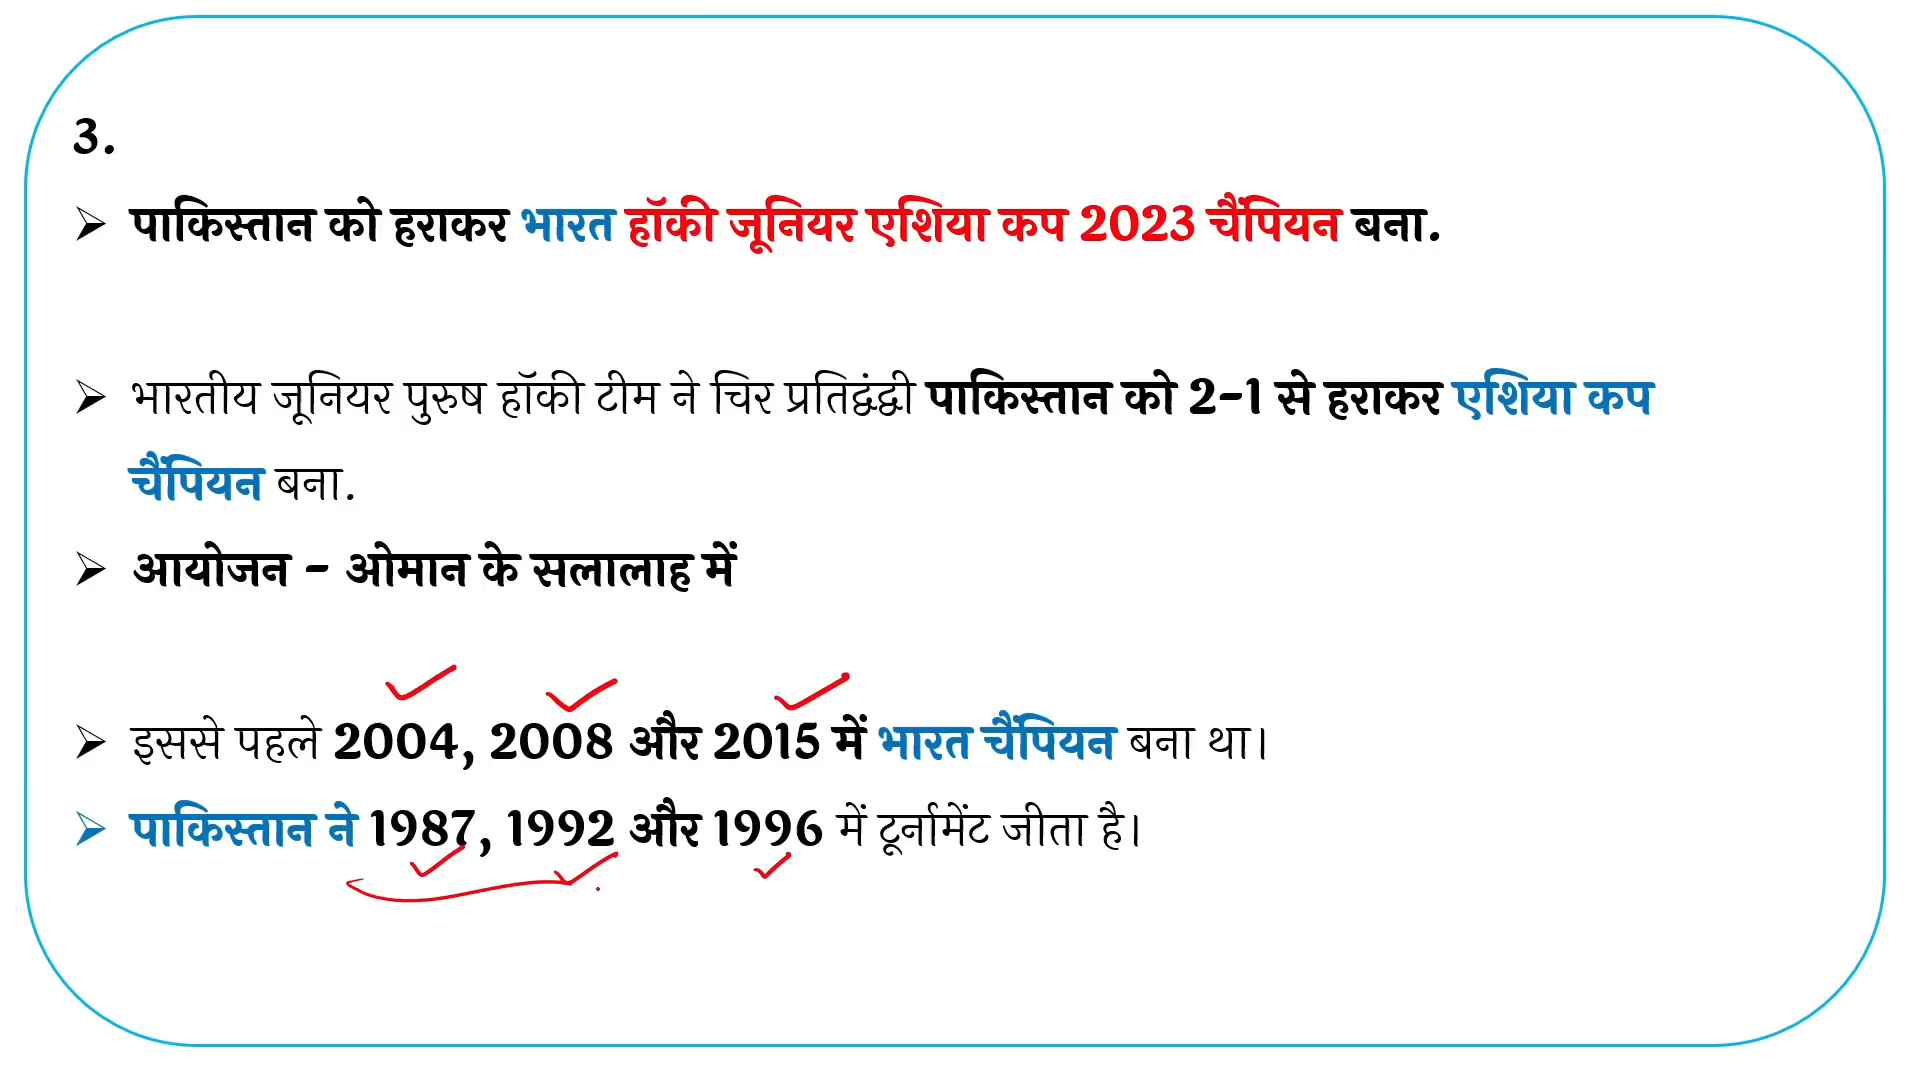 3.
➢ पाकिस्तान को हराकर भारत हॉकी जूनियर एशिया कप 2023 चैंपियन बना.
➢ भारतीय जूनियर पुरुष हॉकी टीम ने चिर प्रतिद्वंद्वी पाकिस्तान को 2-1 से हराकर एशिया कप
चैंपियन बना.
➢ आयोजन - ओमान के सलालाह में
➢ इससे पहले 2004, 2008 और 2015 में भारत चैंपियन बना था।
➢ पाकिस्तान ने 1987, 1992 और 1996 में टूर्नामेंट जीता है।